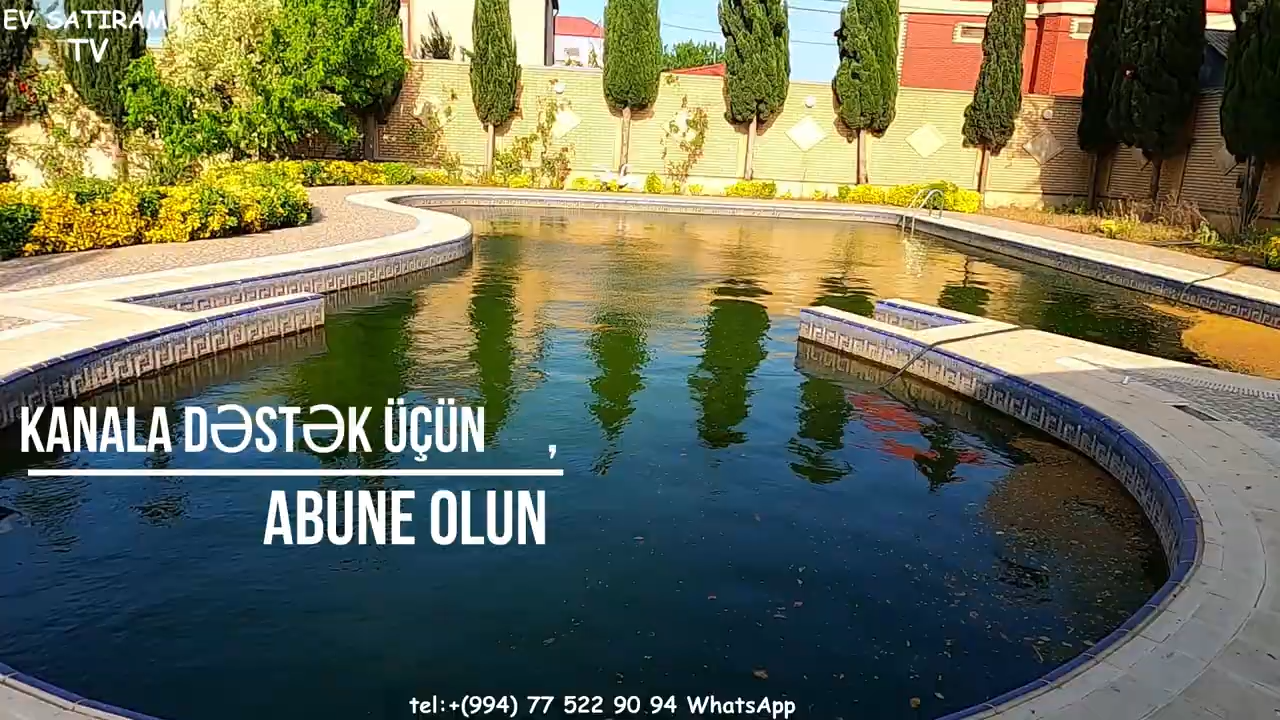 EV SATIRAM
TV
KANALA DƏSTƏK ÜÇÜN ,
ABUNE OLUN
tel:+(994) 77 522 90 94 WhatsApp